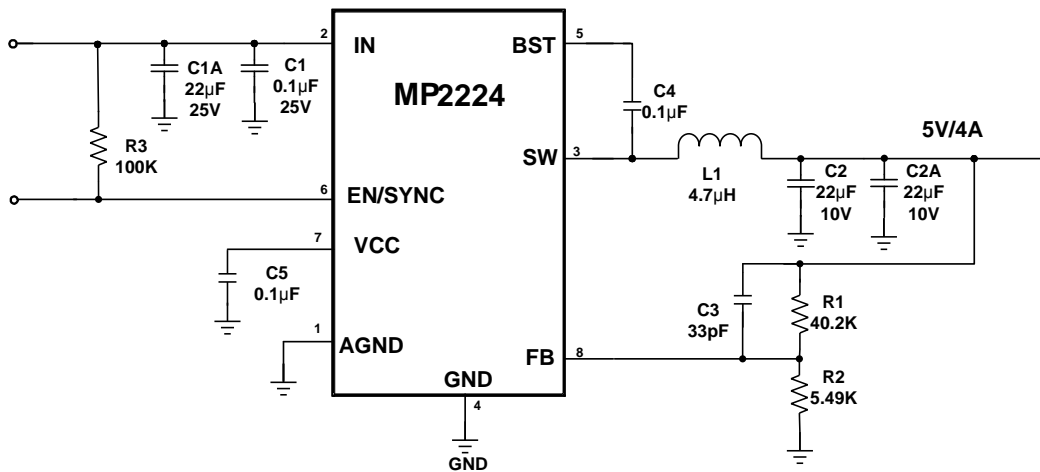 2
IN
BST
5
C1A
22µF
25V
C1
0.1µF
25V
MP2224
C4
0.1µF
5V/4A
R3
100K
SW
3
L1
4.7µH
C2
22µF
10V
C2A
22µF
10V
6
EN/SYNC
7
VCC
C5
0.1µF
C3
33pF
R1
40.2K
1
AGND
FB
8
GND
4
R2
5.49K
GND